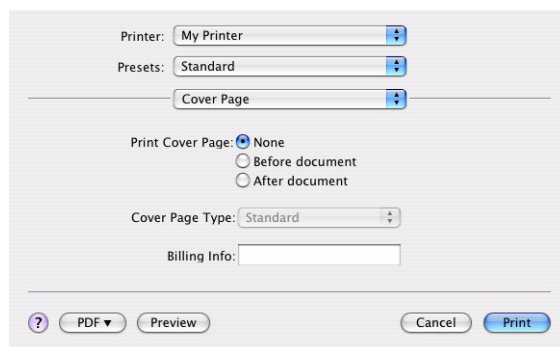 Printer: My Printer
Presets: Standard
Cover Page
Print Cover Page: None
Before document
After document
Cover Page Type: Standard
Billing Info:
? PDF ▼ Preview Cancel Print